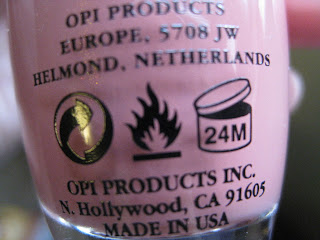 OPI PRODUCTS
EUROPE, 5708 JW
HELMOND, NETHERLANDS
24M
OPI PRODUCTS INC.
N. Hollywood, CA 91605
MADE IN USA